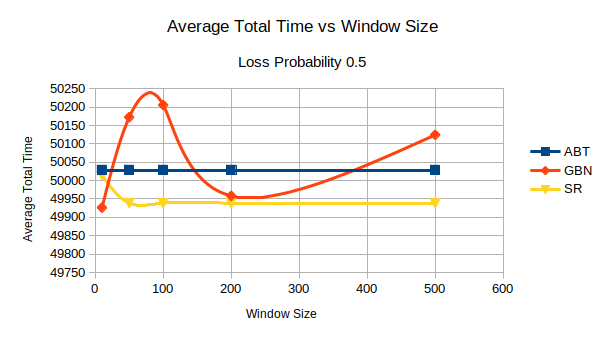 Average Total Time vs Window Size
Loss Probability 0.5
50250
50200
50150
50100
50050
50000
49950
49900
49850
49800
49750
0 100 200 300 400 500 600
Average Total Time
Window Size
ABT
GBN
SR